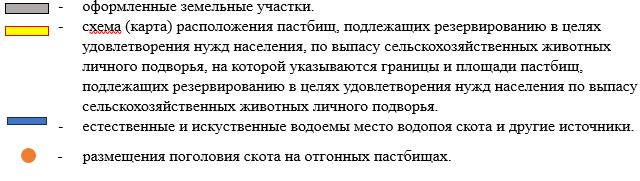 - оформленные земельные участки.
- схема (карта) расположения пастбищ, подлежащих резервированию в целях
удовлетворения нужд населения, по выпасу сельскохозяйственных животных
личного подворья, на которой указываются границы и площади пастбищ,
подлежащих резервированию в целях удовлетворения нужд населения по выпасу
сельскохозяйственных животных личного подворья.
- естественные и искуственные водоемы место водопоя скота и другие источники.
- размещения поголовия скота на отгонных пастбищах.